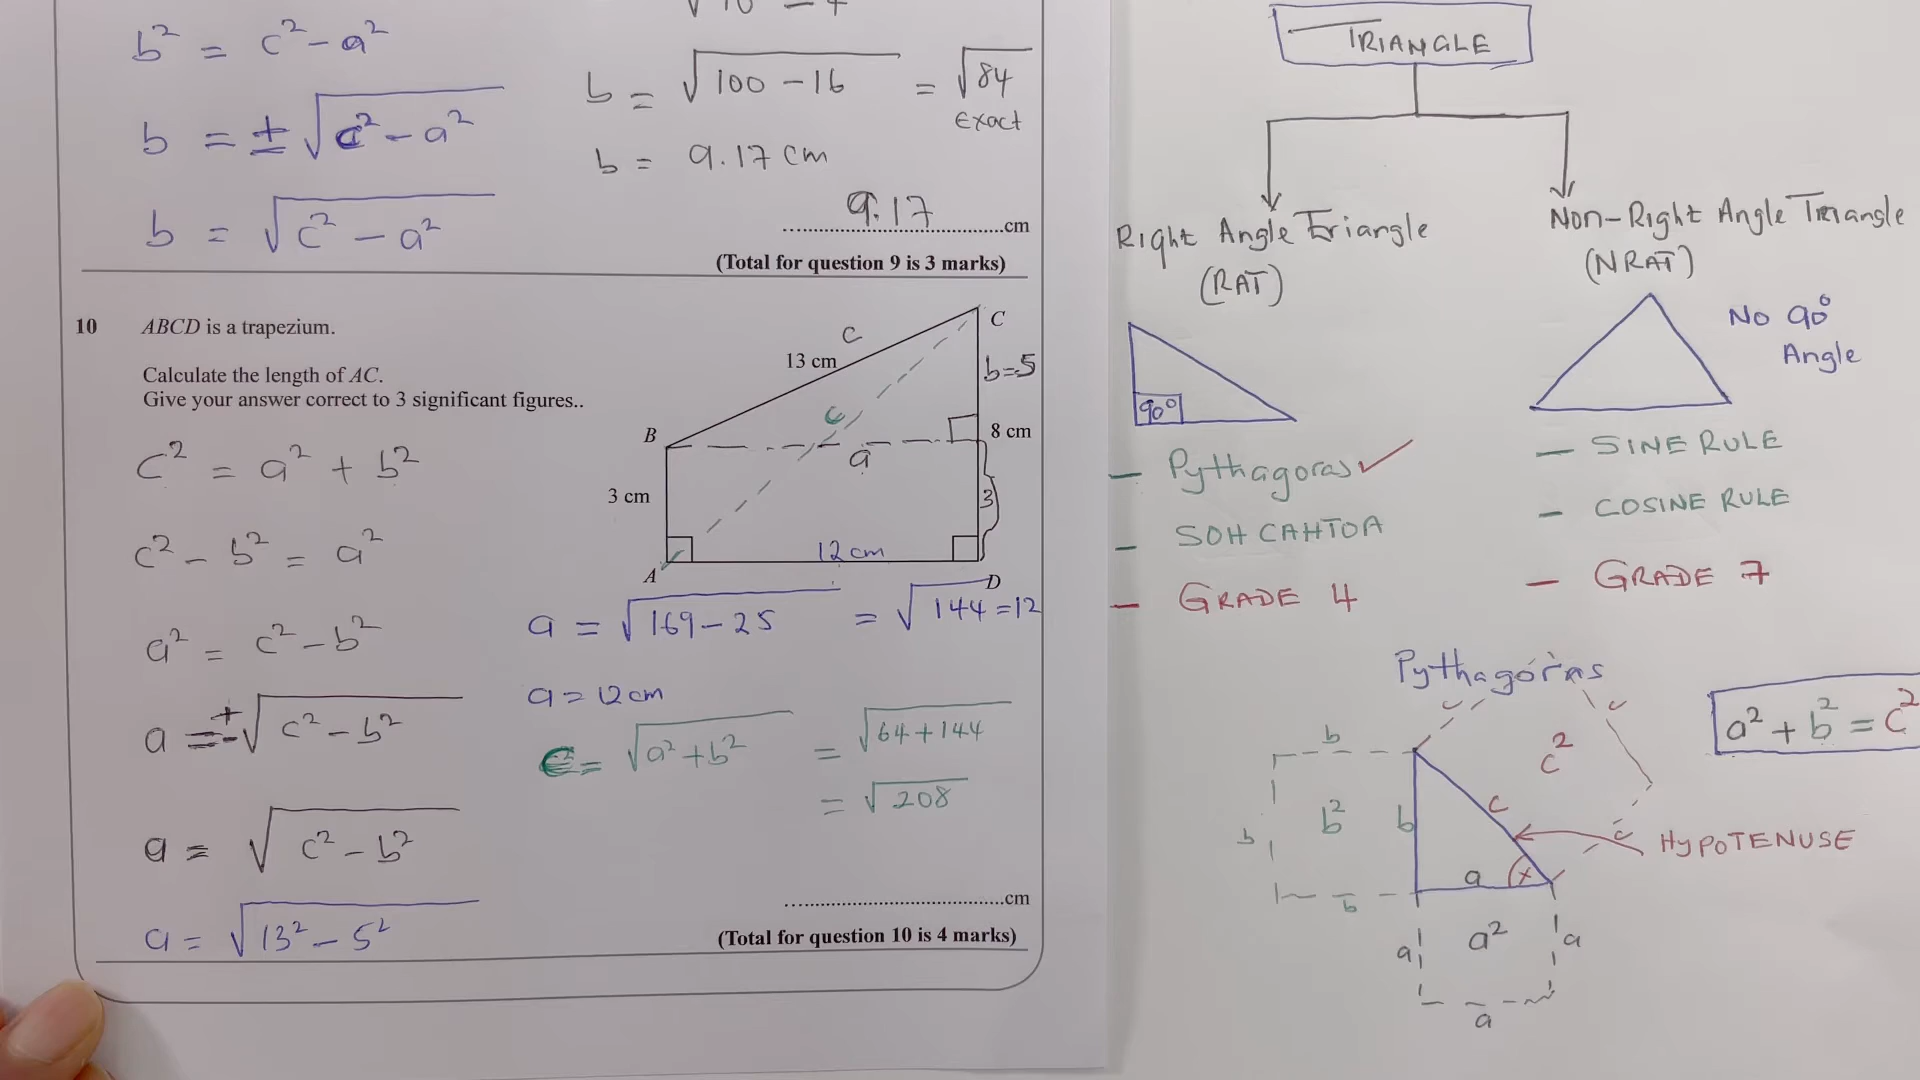 b² = c² – a²
b = ± √c² – a²
b = √c² – a²
b = √100 – 16 = √84
Exact
b = 9.17 cm
9.17
cm
(Total for question 9 is 3 marks)
10 ABCD is a trapezium.
Calculate the length of AC.
Give your answer correct to 3 significant figures..
C
c
13 cm
b=5
c
B
8 cm
a
3 cm
3
12 cm
A
D
c² = a² + b²
c² – b² = a²
a² = c² – b²
a = ± √c² – b²
a = √c² – b²
a = √13² – 5²
a = √169 – 25 = √144 = 12
a = 12 cm
= √a² + b² = √64 + 144
= √208
cm
(Total for question 10 is 4 marks)
TRIANGLE
Right Angle Triangle
(RAT)
90°
– Pythagoras ✓
– SOH CAHTOA
– GRADE 4
Non-Right Angle Triangle
(NRAT)
No 90°
Angle
– SINE RULE
– COSINE RULE
– GRADE 7
Pythagoras
a² + b² = c²
c
c
b
c²
b
b²
b
c
c
HYPOTENUSE
a
x
b
a
a²
a
a